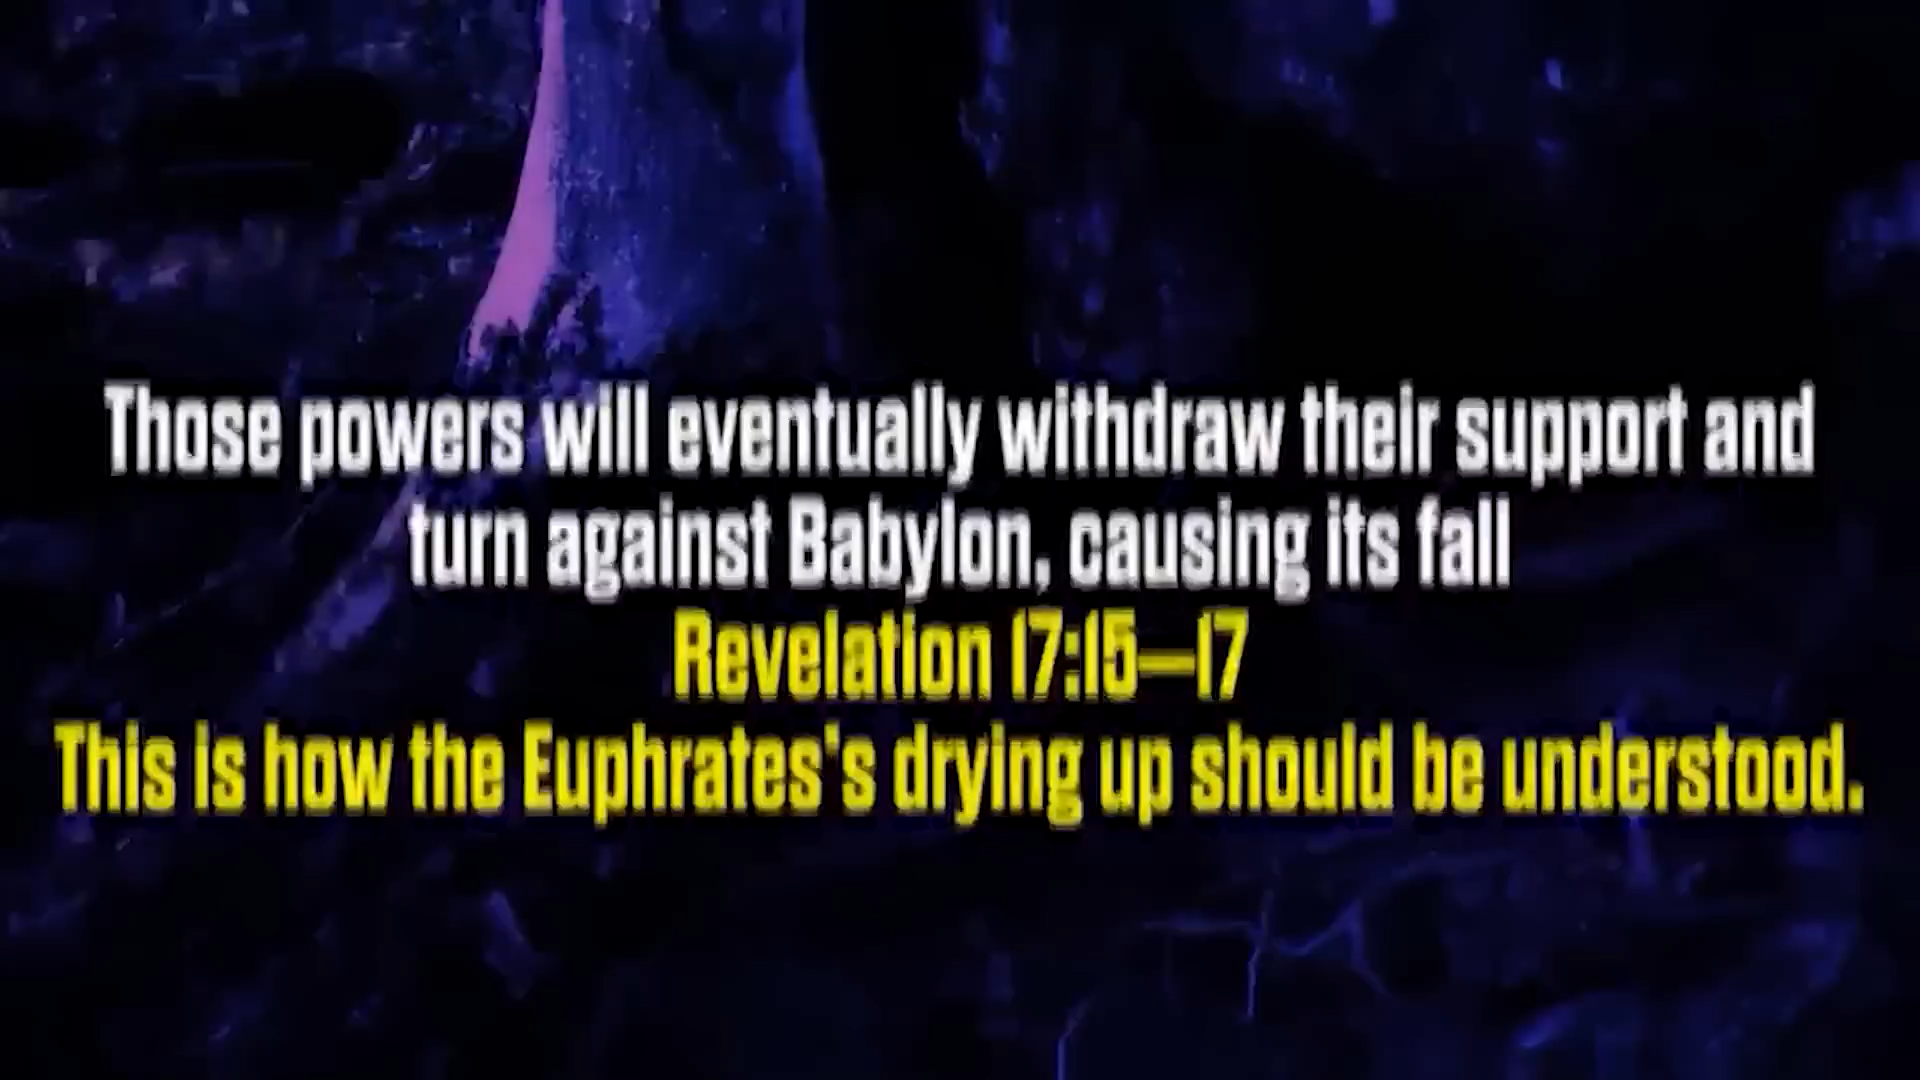 Those powers will eventually withdraw their support and
turn against Babylon, causing its fall
Revelation 17:15—17
This is how the Euphrates's drying up should be understood.